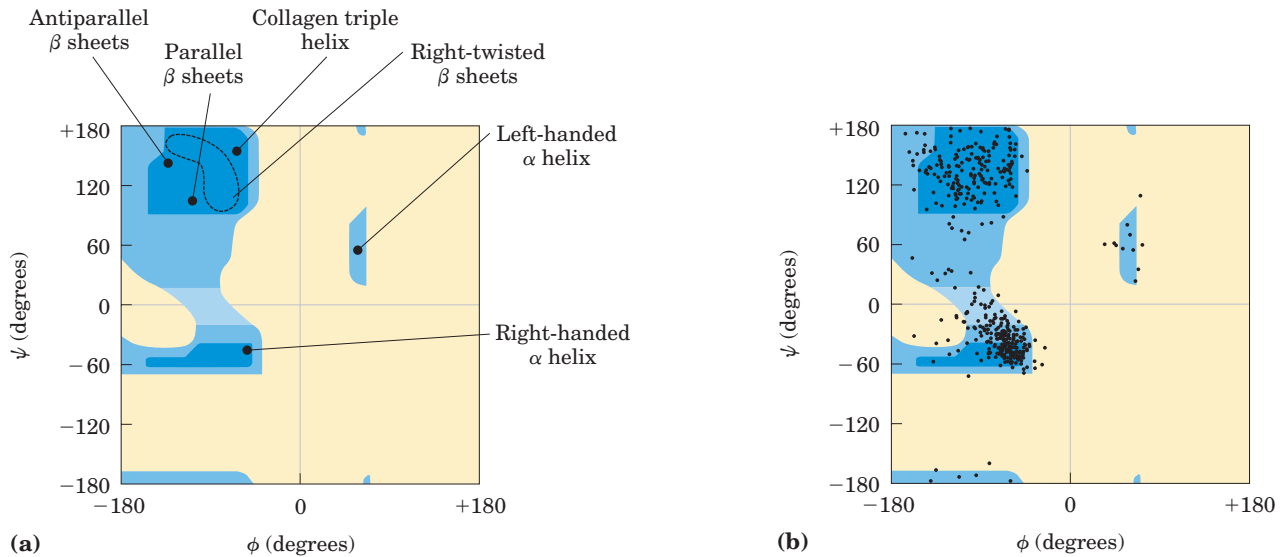 Antiparallel
β sheets
Parallel
β sheets
Collagen triple
helix
Right-twisted
β sheets
Left-handed
α helix
Right-handed
α helix
+180
120
60
0
−60
−120
−180
ψ (degrees)
−180
0
+180
ϕ (degrees)
(a)
+180
120
60
0
−60
−120
−180
ψ (degrees)
−180
0
+180
ϕ (degrees)
(b)